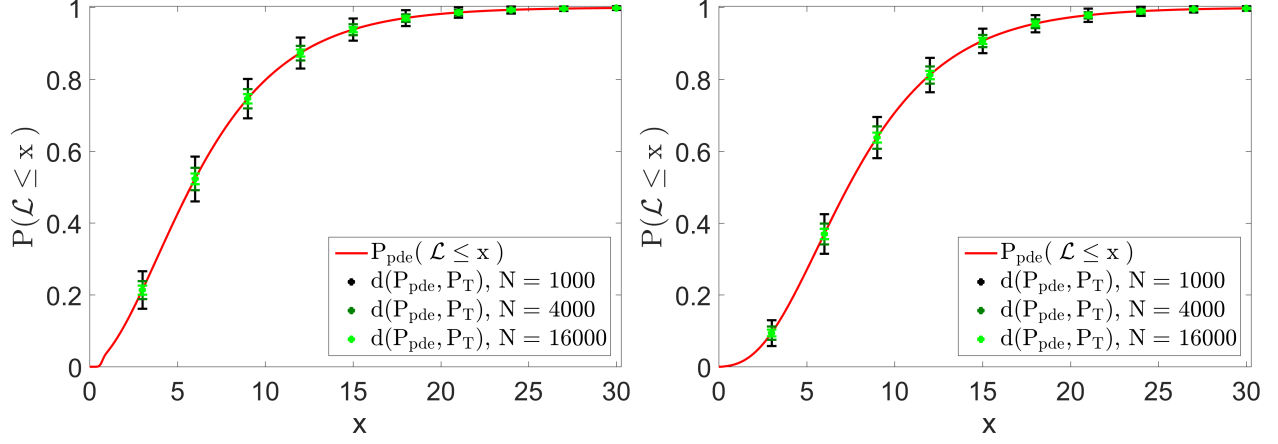 P(ℒ ≤ x )
1
0.8
0.6
0.4
0.2
0
0 5 10 15 20 25 30
x
P_pde( ℒ ≤ x )
d(P_pde, P_T), N = 1000
d(P_pde, P_T), N = 4000
d(P_pde, P_T), N = 16000
P(ℒ ≤ x )
1
0.8
0.6
0.4
0.2
0
0 5 10 15 20 25 30
x
P_pde( ℒ ≤ x )
d(P_pde, P_T), N = 1000
d(P_pde, P_T), N = 4000
d(P_pde, P_T), N = 16000